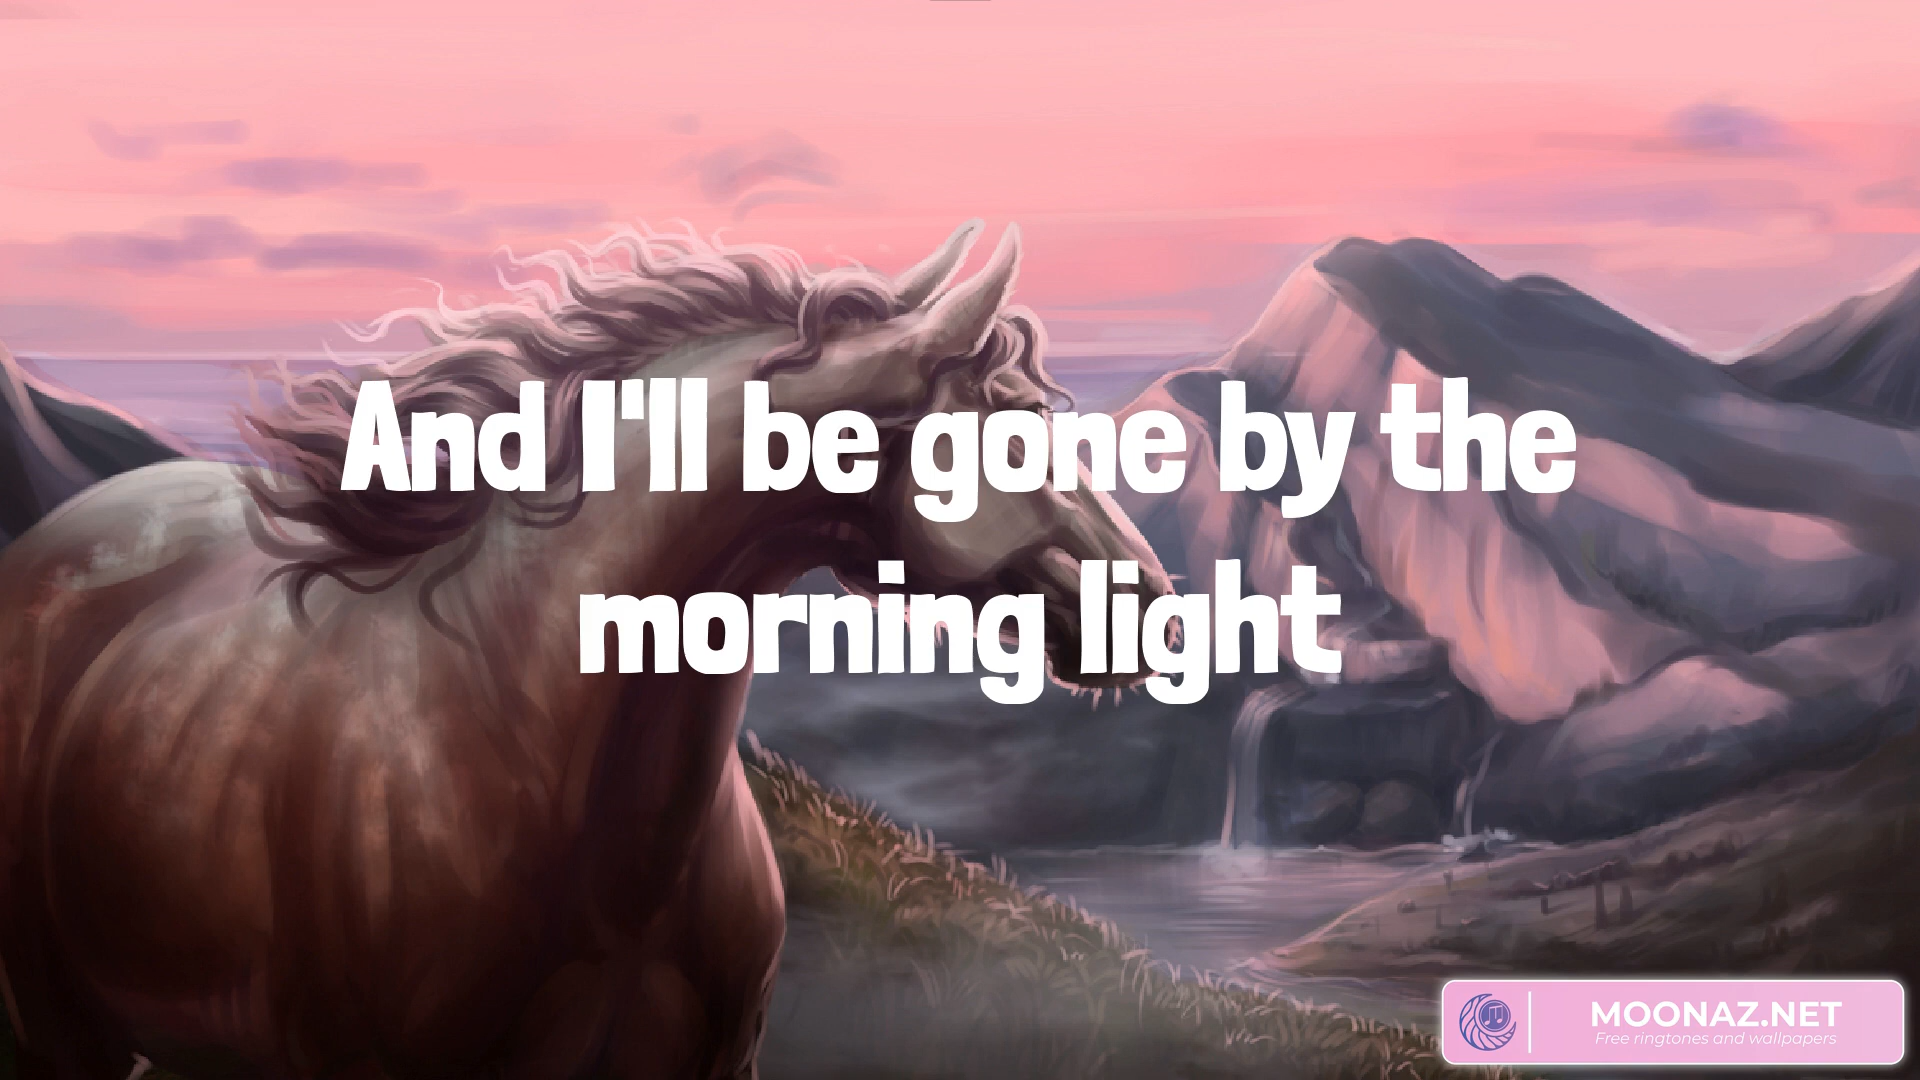 And I'll be gone by the
morning light
MOONAZ.NET
Free ringtones and wallpapers